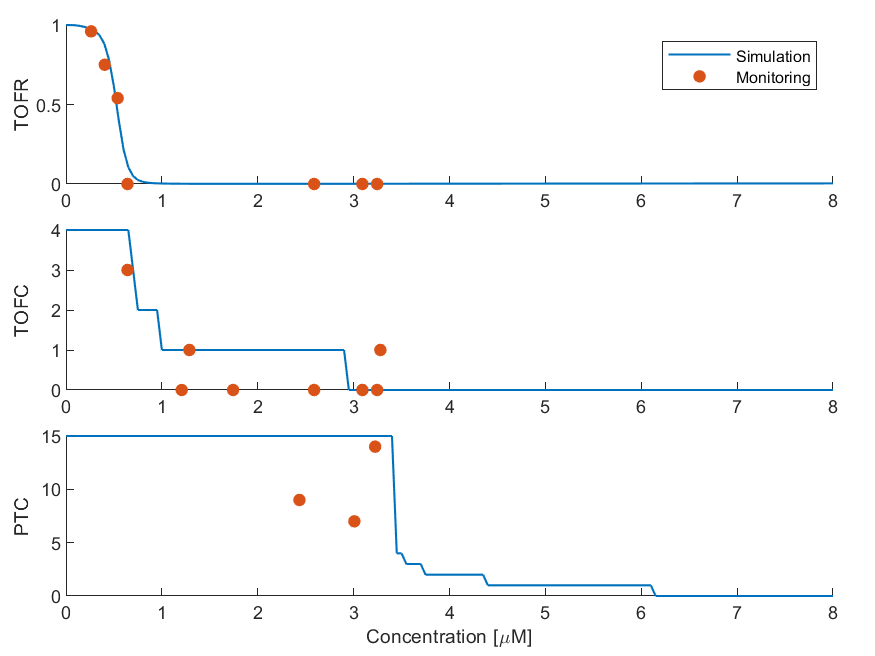 1
0.5
0
TOFR
Simulation
Monitoring
0 1 2 3 4 5 6 7 8
4
3
2
1
0
TOFC
0 1 2 3 4 5 6 7 8
15
10
5
0
PTC
0 1 2 3 4 5 6 7 8
Concentration [μM]